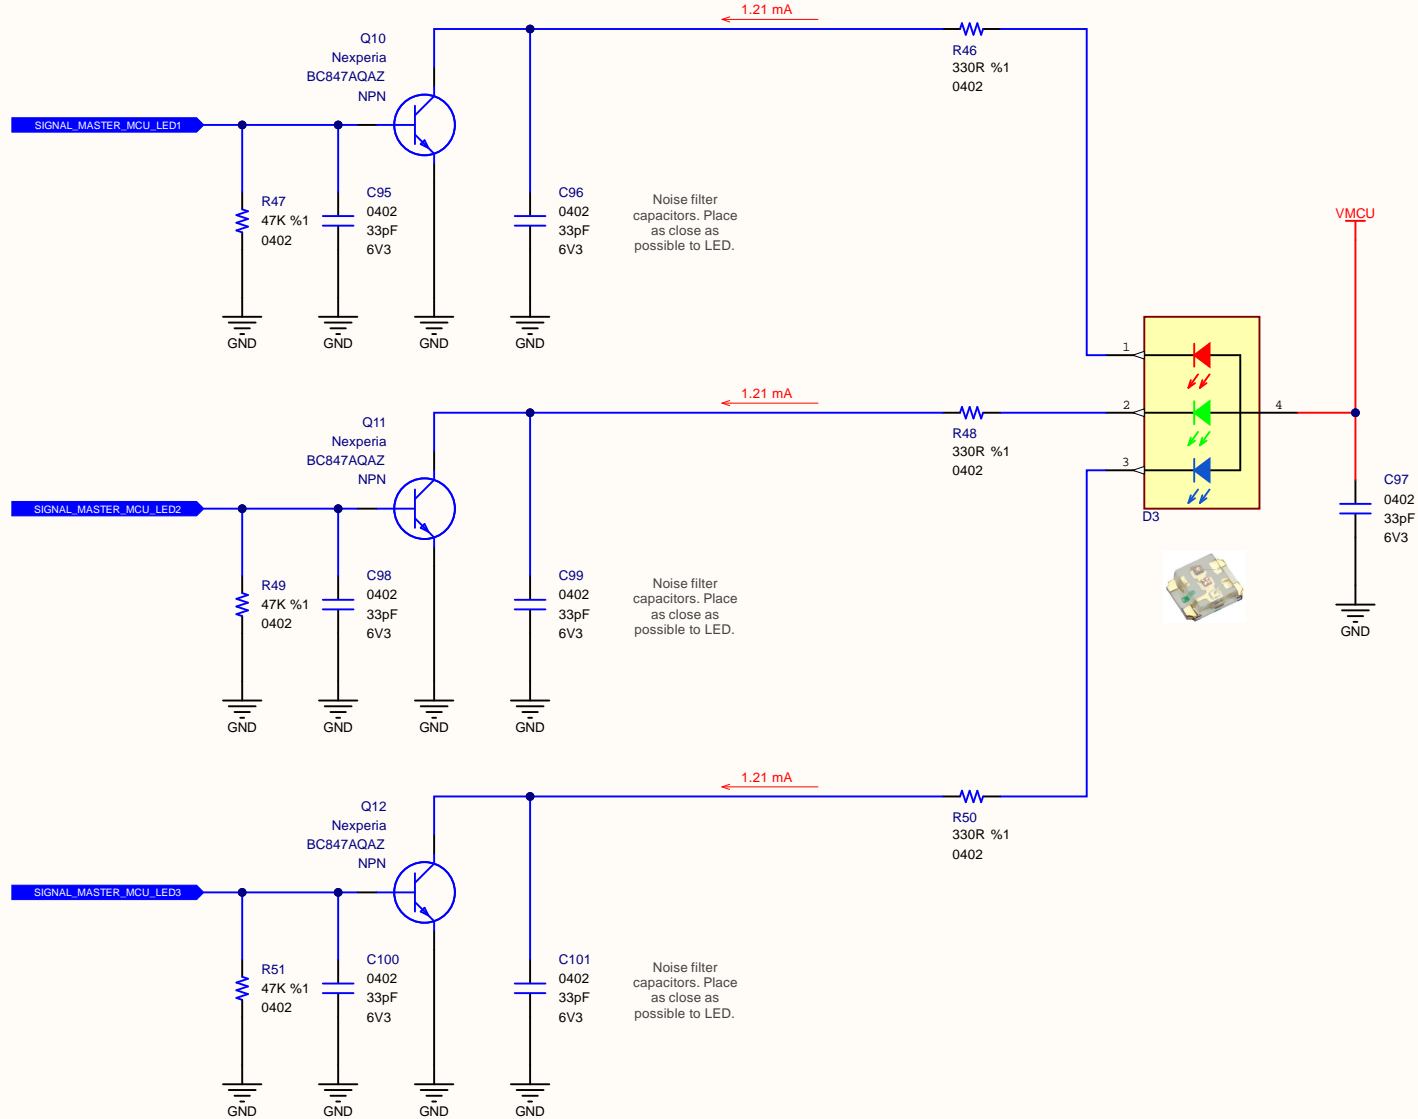 1.21 mA
Q10
Nexperia
BC847AQAZ
NPN
R46
330R %1
0402
SIGNAL_MASTER_MCU_LED1
R47
47K %1
0402
C95
0402
33pF
6V3
C96
0402
33pF
6V3
Noise filter
capacitors. Place
as close as
possible to LED.
GND
GND
GND
GND
VMCU
1
2
3
4
D3
C97
0402
33pF
6V3
GND
1.21 mA
Q11
Nexperia
BC847AQAZ
NPN
R48
330R %1
0402
SIGNAL_MASTER_MCU_LED2
R49
47K %1
0402
C98
0402
33pF
6V3
C99
0402
33pF
6V3
Noise filter
capacitors. Place
as close as
possible to LED.
GND
GND
GND
GND
1.21 mA
Q12
Nexperia
BC847AQAZ
NPN
R50
330R %1
0402
SIGNAL_MASTER_MCU_LED3
R51
47K %1
0402
C100
0402
33pF
6V3
C101
0402
33pF
6V3
Noise filter
capacitors. Place
as close as
possible to LED.
GND
GND
GND
GND